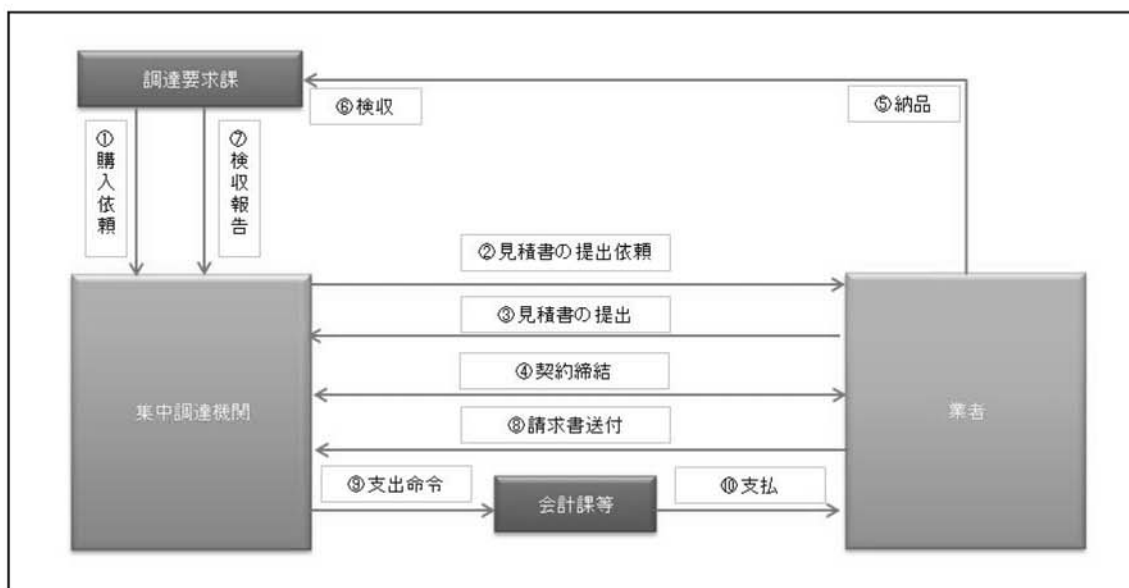 調達要求課
⑥検収
⑤納品
①購入依頼
⑦検収報告
②見積書の提出依頼
③見積書の提出
④契約締結
集中調達機関
業者
⑧請求書送付
⑨支出命令
会計課等
⑩支払